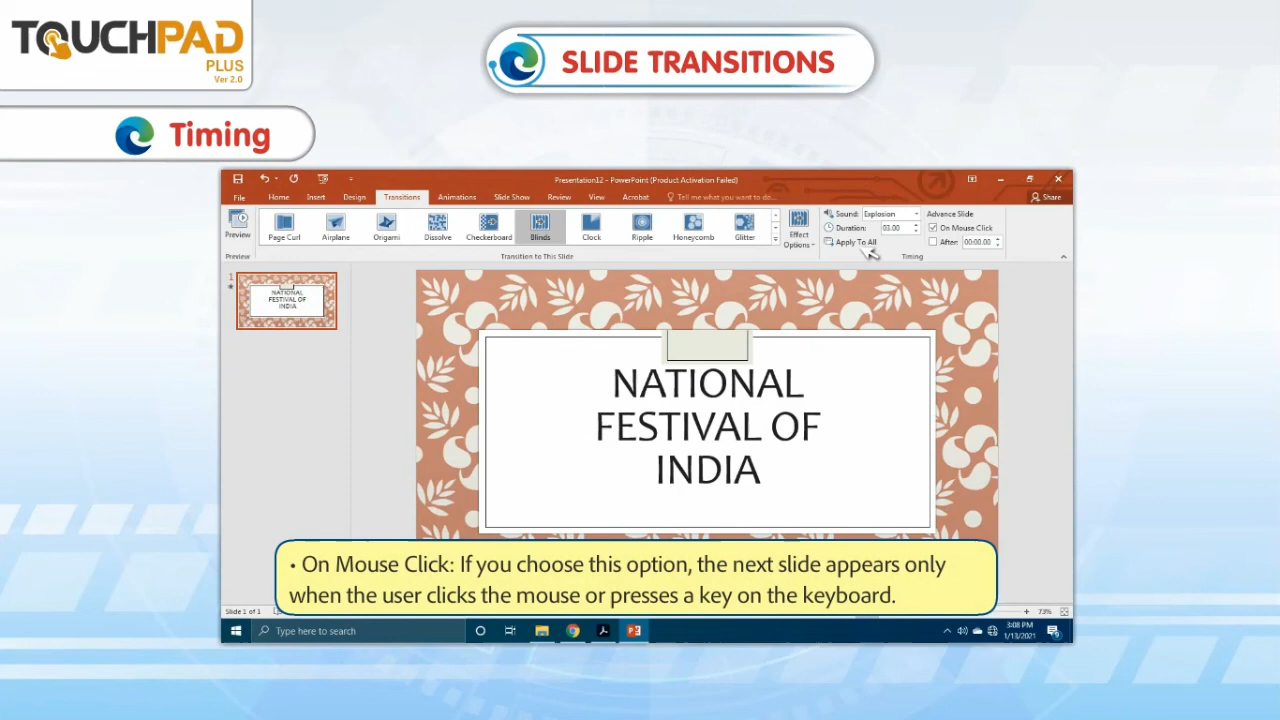 TOUCHPAD
PLUS
Ver 2.0
SLIDE TRANSITIONS
Timing
Presentation12 - PowerPoint (Product Activation Failed)
File Home Insert Design Transitions Animations Slide Show Review View Acrobat Tell me what you want to do... Share
Preview
Page Curl Airplane Origami Dissolve Checkerboard Blinds Clock Ripple Honeycomb Glitter
Effect
Options
Sound: Explosion
Duration: 03.00
Apply To All
Advance Slide
On Mouse Click
After: 00:00.00
Preview Transition to This Slide Timing
1
NATIONAL
FESTIVAL OF
INDIA
NATIONAL
FESTIVAL OF
INDIA
• On Mouse Click: If you choose this option, the next slide appears only
when the user clicks the mouse or presses a key on the keyboard.
Slide 1 of 1
73%
Type here to search
3:08 PM
1/13/2021